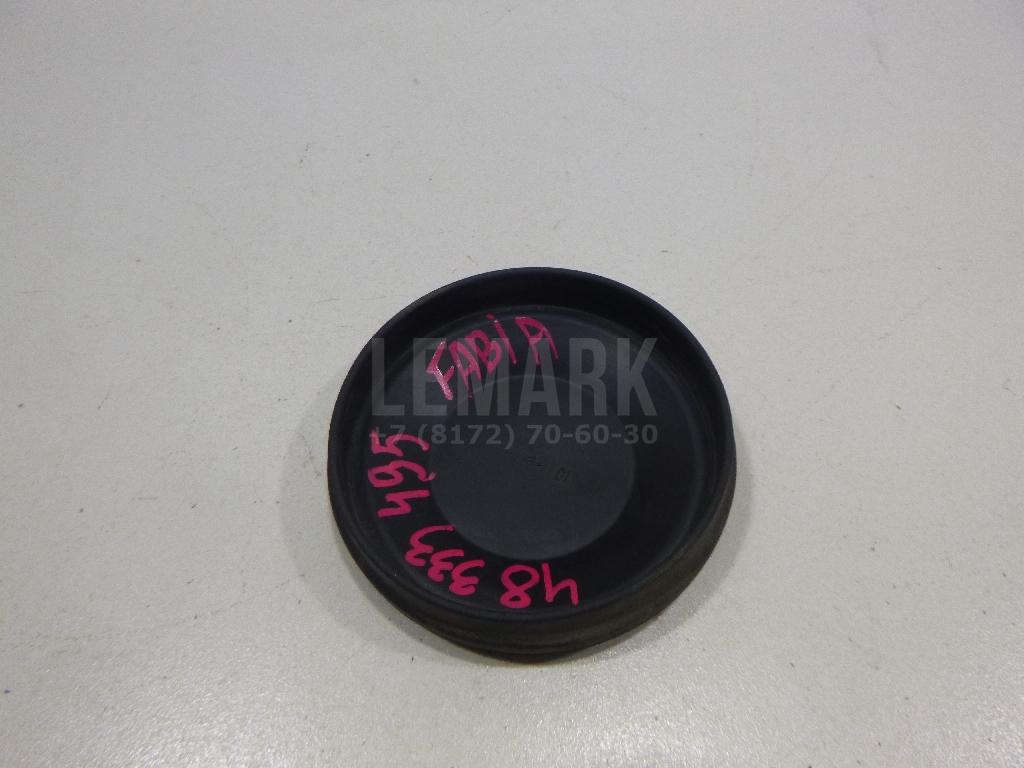 FABiA
LEMARK
+7 (8172) 70-60-30
48 333 495